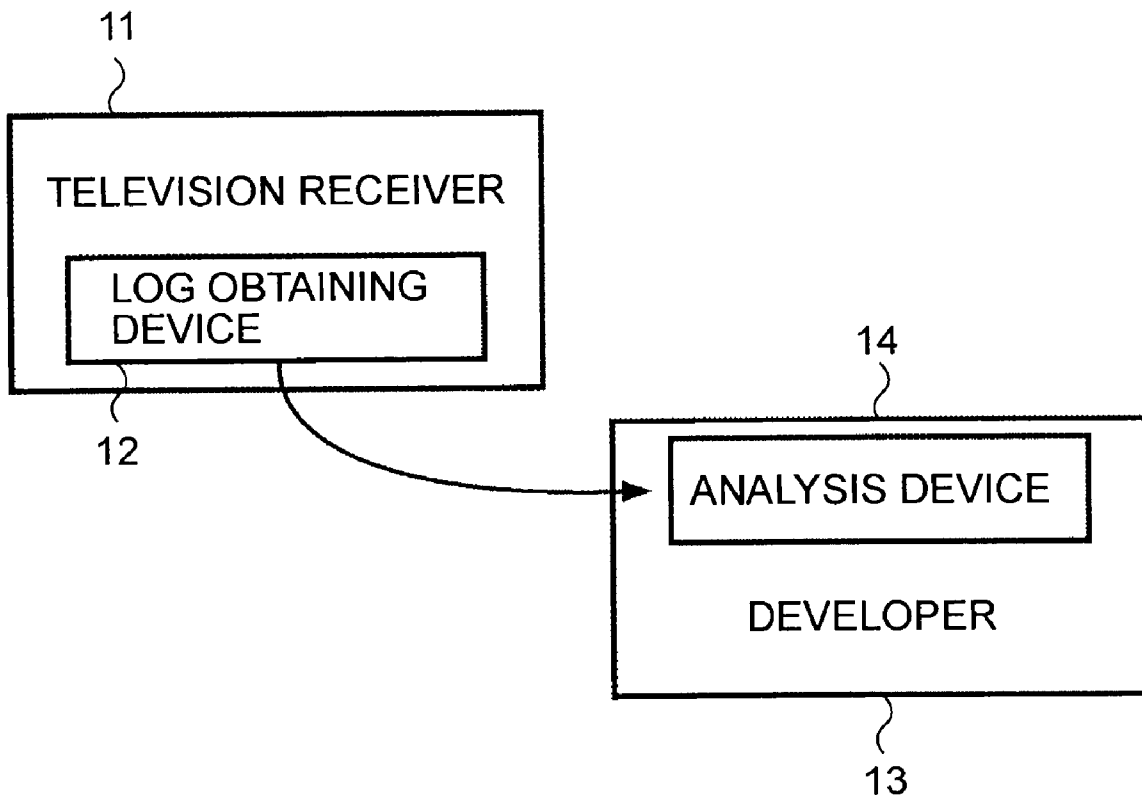 11
TELEVISION RECEIVER
LOG OBTAINING
DEVICE
12
14
ANALYSIS DEVICE
DEVELOPER
13